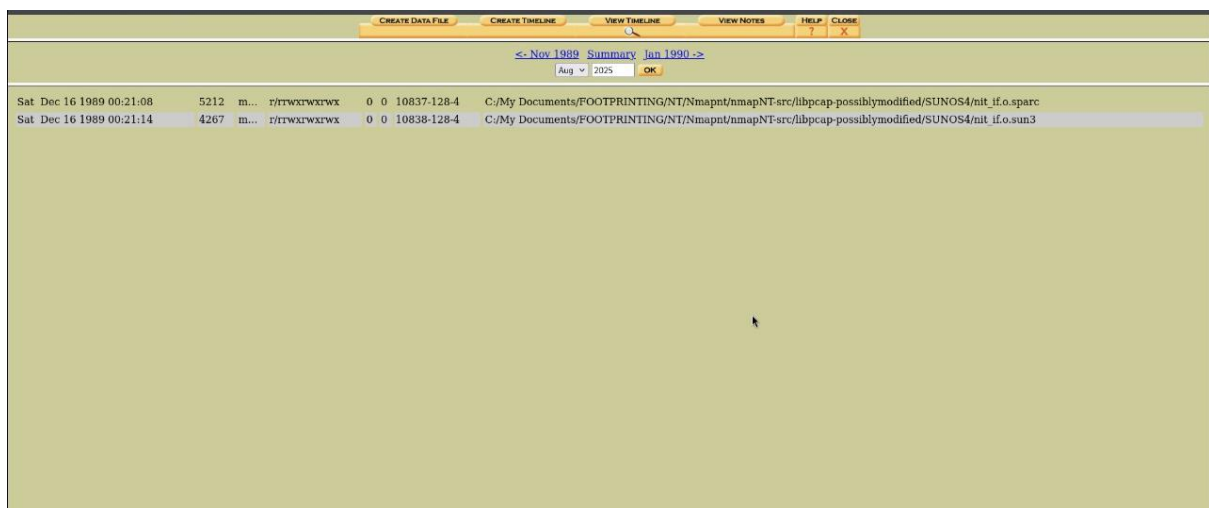 CREATE DATA FILE CREATE TIMELINE VIEW TIMELINE VIEW NOTES HELP CLOSE
? X
<- Nov 1989 Summary Jan 1990 ->
Aug 2025 OK
Sat Dec 16 1989 00:21:08 5212 m... r/rrwxrwxrwx 0 0 10837-128-4 C:/My Documents/FOOTPRINTING/NT/Nmapnt/nmapNT-src/libpcap-possiblymodified/SUNOS4/nit_if.o.sparc
Sat Dec 16 1989 00:21:14 4267 m... r/rrwxrwxrwx 0 0 10838-128-4 C:/My Documents/FOOTPRINTING/NT/Nmapnt/nmapNT-src/libpcap-possiblymodified/SUNOS4/nit_if.o.sun3